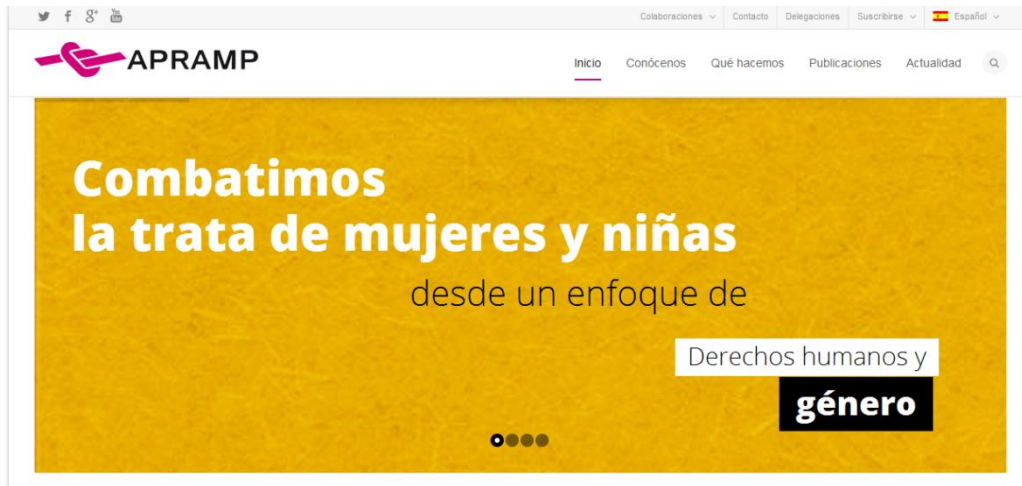 Colaboraciones Contacto Delegaciones Suscribirse Español
APRAMP
Inicio Conócenos Qué hacemos Publicaciones Actualidad
Combatimos
la trata de mujeres y niñas
desde un enfoque de
Derechos humanos y
género